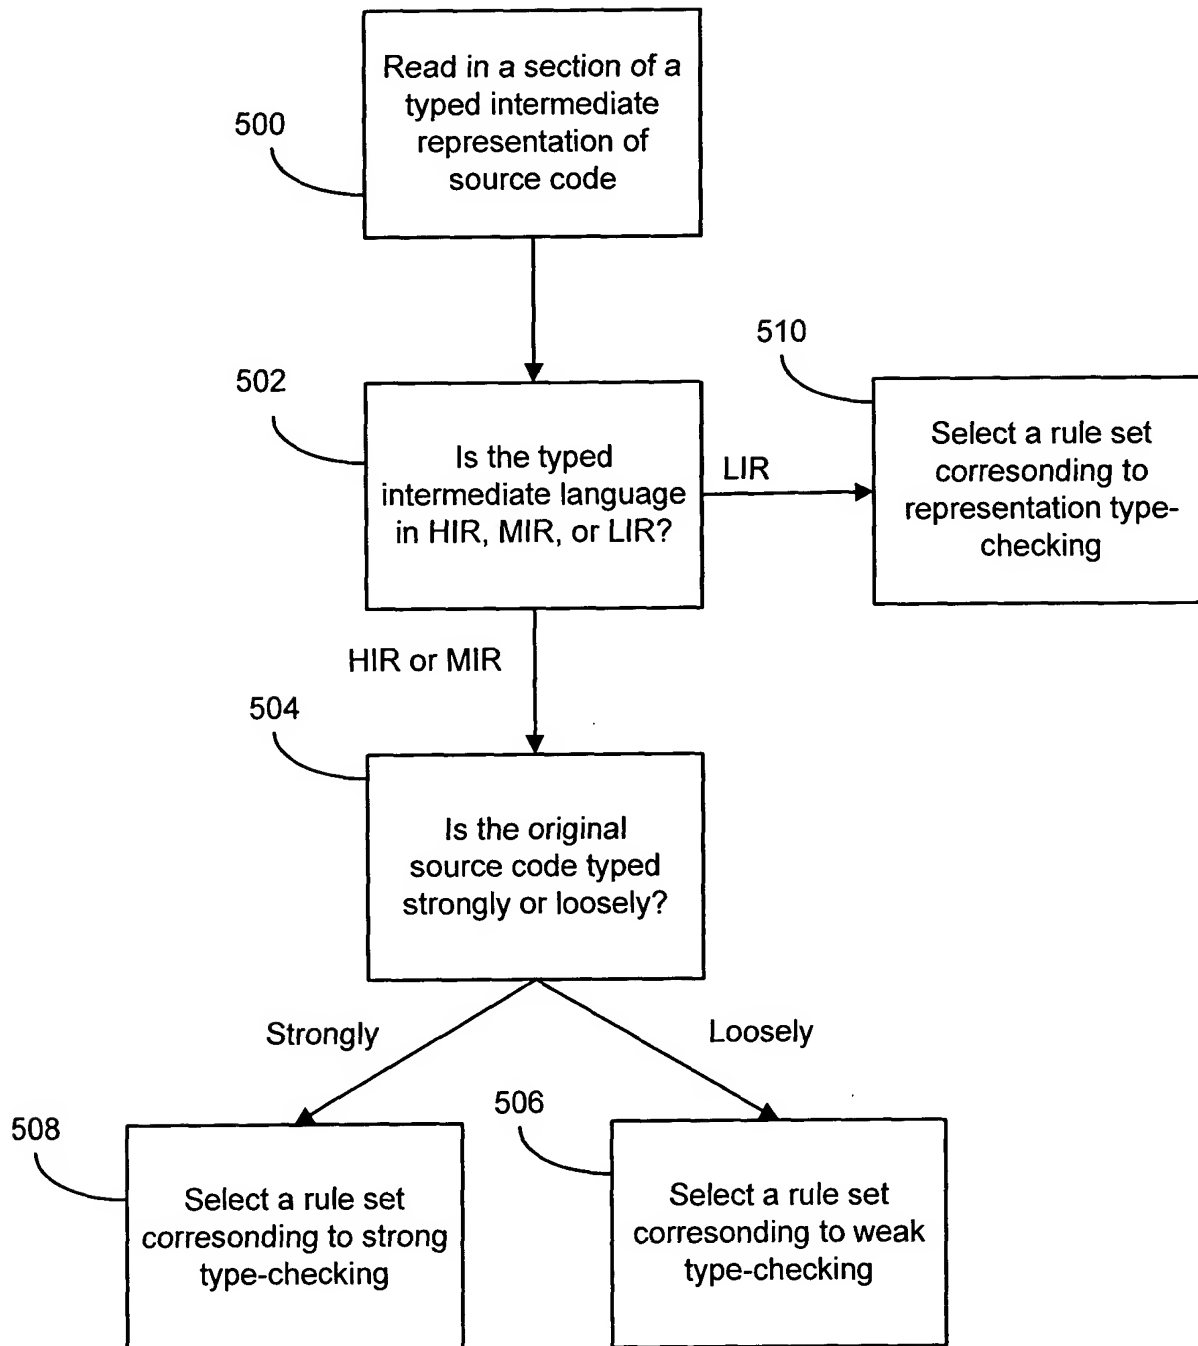 Read in a section of a
typed intermediate
representation of
source code
500
502
Is the typed
intermediate language
in HIR, MIR, or LIR?
LIR
510
Select a rule set
corresonding to
representation type-
checking
HIR or MIR
504
Is the original
source code typed
strongly or loosely?
Strongly
Loosely
508
Select a rule set
corresonding to strong
type-checking
506
Select a rule set
corresonding to weak
type-checking